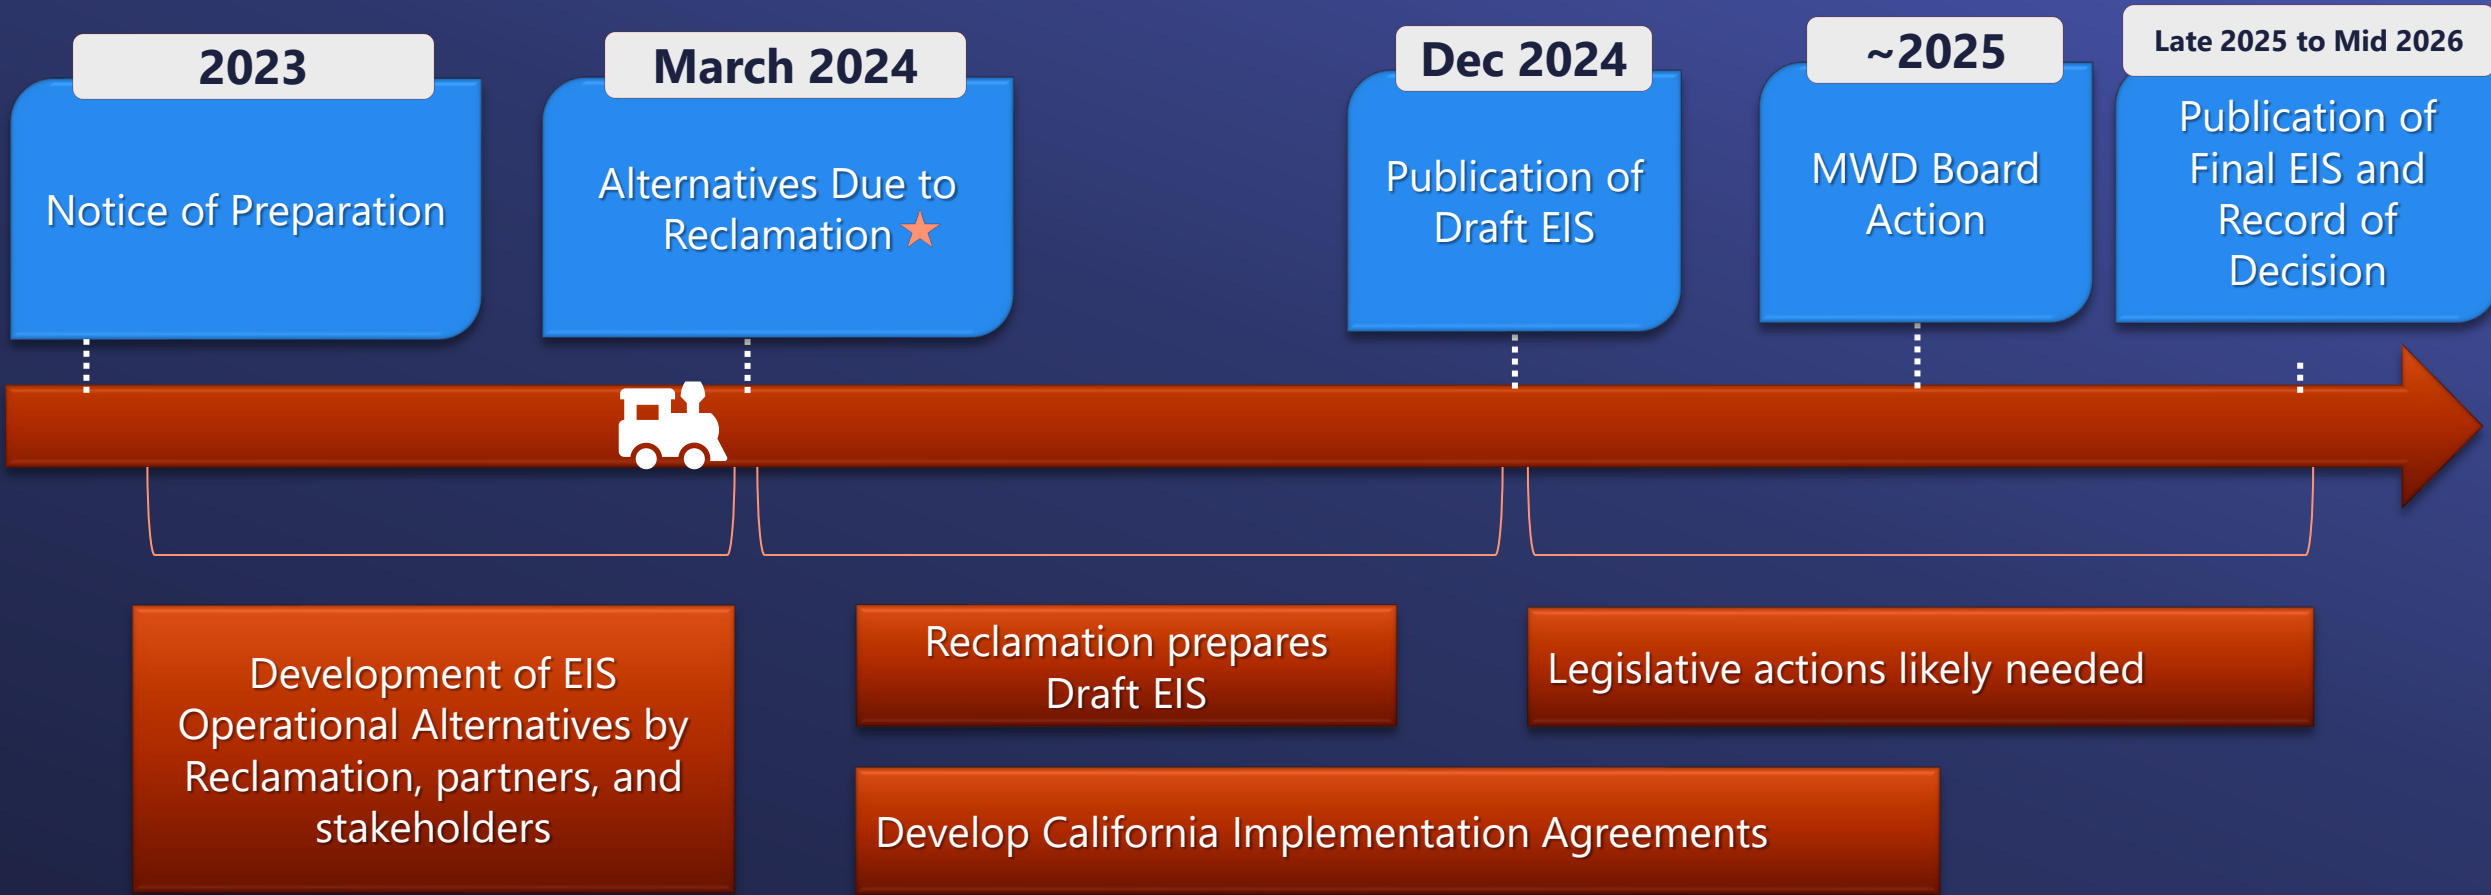 2023
Notice of Preparation
March 2024
Alternatives Due to
Reclamation
Dec 2024
Publication of
Draft EIS
~2025
MWD Board
Action
Late 2025 to Mid 2026
Publication of
Final EIS and
Record of
Decision
Development of EIS
Operational Alternatives by
Reclamation, partners, and
stakeholders
Reclamation prepares
Draft EIS
Legislative actions likely needed
Develop California Implementation Agreements